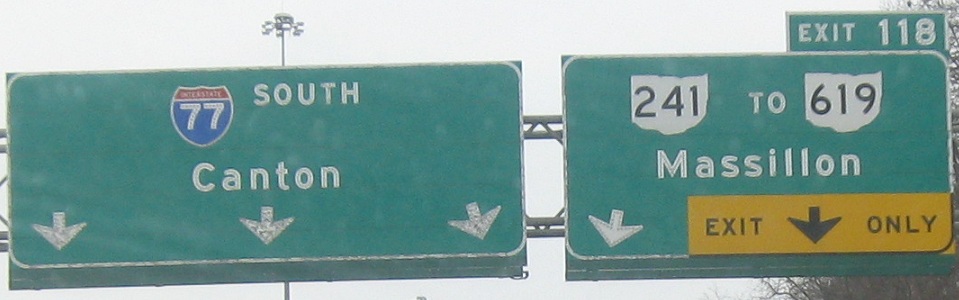 INTERSTATE
77 SOUTH
Canton
EXIT 118
241 TO 619
Massillon
EXIT ONLY